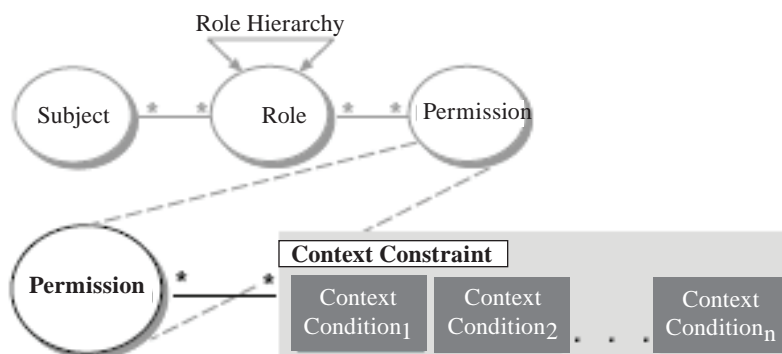 Role Hierarchy
* * * *
Subject Role Permission
Context Constraint
* *
Permission
Context Context Context
Condition1 Condition2 . . . Conditionn